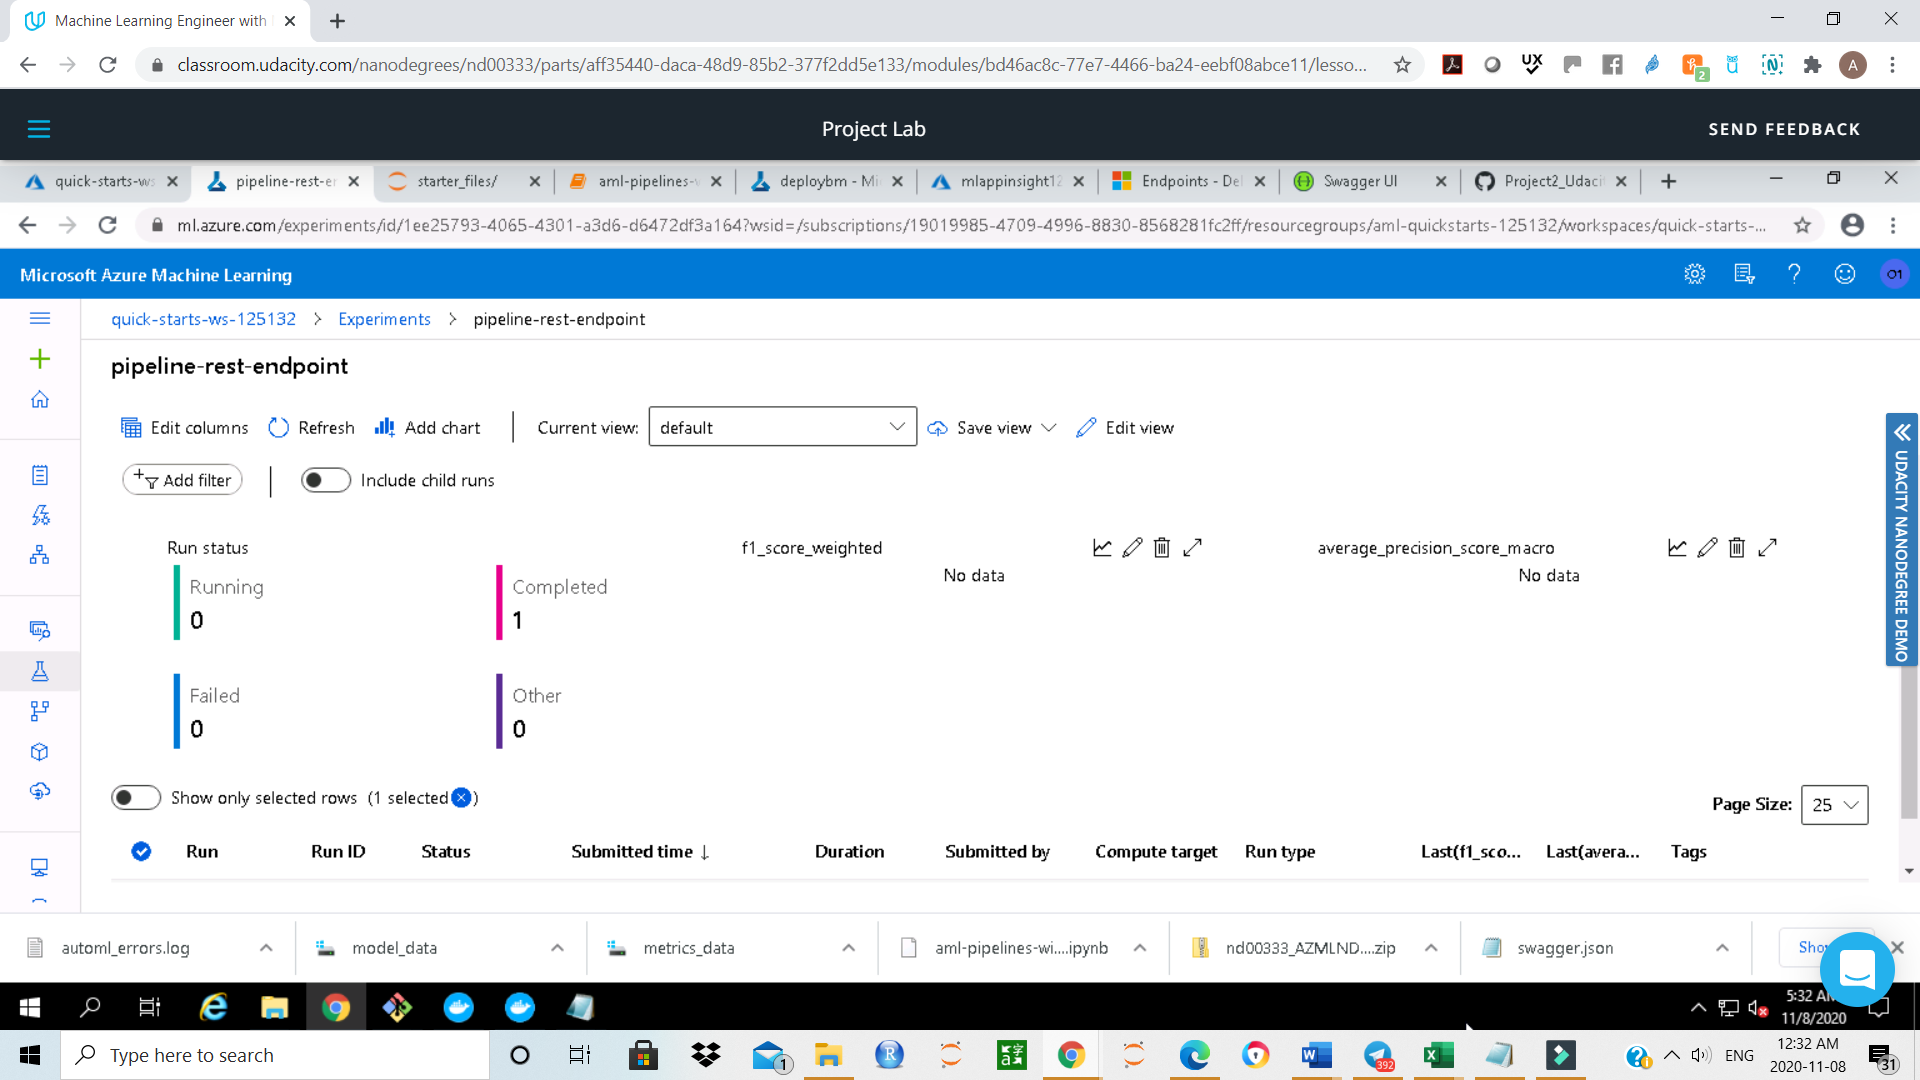 Machine Learning Engineer with
classroom.udacity.com/nanodegrees/nd00333/parts/aff35440-daca-48d9-85b2-377f2dd5e133/modules/bd46ac8c-77e7-4466-ba24-eebf08abce11/lesso...
UX
2
A
Project Lab
SEND FEEDBACK
quick-starts-ws
pipeline-rest-er
starter_files/
aml-pipelines-
deploybm - Mi
mlappinsight12
Endpoints - Del
Swagger UI
Project2_Udaci
ml.azure.com/experiments/id/1ee25793-4065-4301-a3d6-d6472df3a164?wsid=/subscriptions/19019985-4709-4996-8830-8568281fc2ff/resourcegroups/aml-quickstarts-125132/workspaces/quick-starts-...
Microsoft Azure Machine Learning
O1
quick-starts-ws-125132 > Experiments > pipeline-rest-endpoint
pipeline-rest-endpoint
Edit columns Refresh Add chart Current view: default Save view Edit view
Add filter Include child runs
UDACITY NANODEGREE DEMO
Run status
Running
0
Completed
1
Failed
0
Other
0
f1_score_weighted
No data
average_precision_score_macro
No data
Show only selected rows (1 selected )
Page Size: 25
Run Run ID Status Submitted time ↓ Duration Submitted by Compute target Run type Last(f1_sco... Last(avera... Tags
automl_errors.log
model_data
metrics_data
aml-pipelines-wi....ipynb
nd00333_AZMLND....zip
swagger.json
5:32 AM
11/8/2020
Type here to search
1
392
ENG
12:32 AM
2020-11-08
31